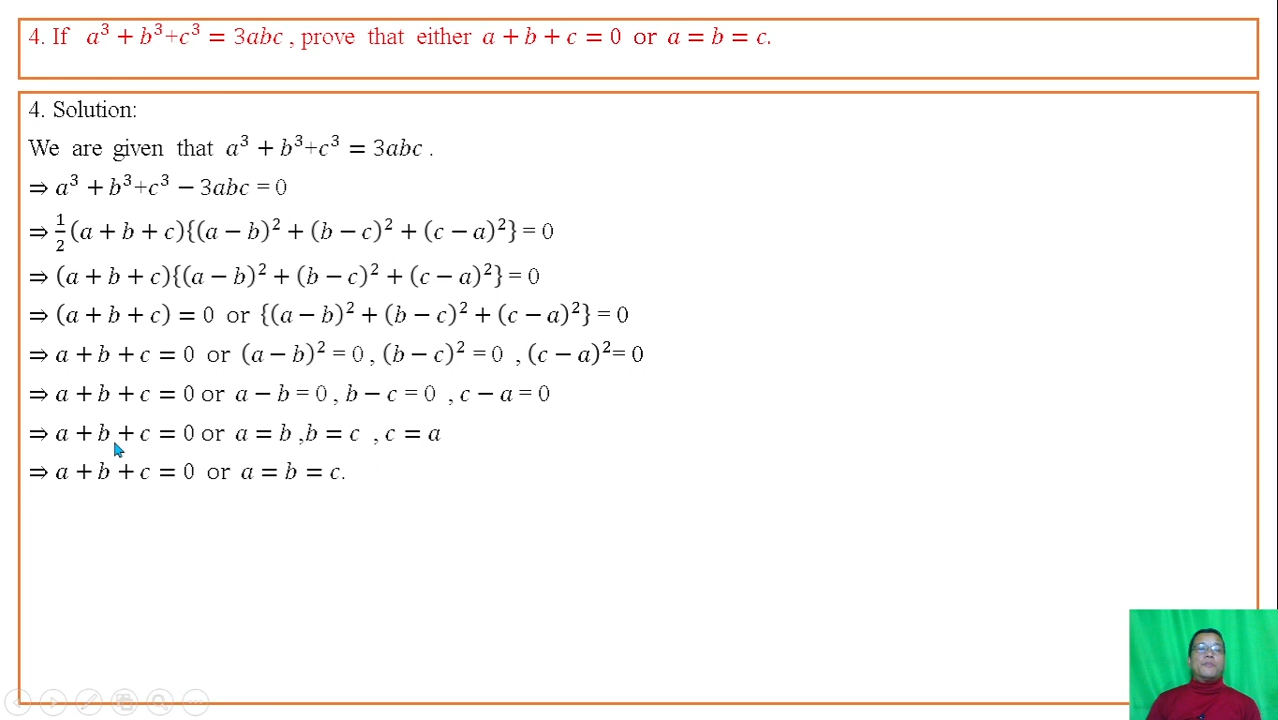 4. If a³ + b³+c³ = 3abc , prove that either a + b + c = 0 or a = b = c.
4. Solution:
We are given that a³ + b³+c³ = 3abc .
⇒ a³ + b³+c³ − 3abc = 0
⇒ 1/2 (a + b + c){(a − b)² + (b − c)² + (c − a)²} = 0
⇒ (a + b + c){(a − b)² + (b − c)² + (c − a)²} = 0
⇒ (a + b + c) = 0 or {(a − b)² + (b − c)² + (c − a)²} = 0
⇒ a + b + c = 0 or (a − b)² = 0 , (b − c)² = 0 , (c − a)²= 0
⇒ a + b + c = 0 or a − b = 0 , b − c = 0 , c − a = 0
⇒ a + b + c = 0 or a = b ,b = c , c = a
⇒ a + b + c = 0 or a = b = c.